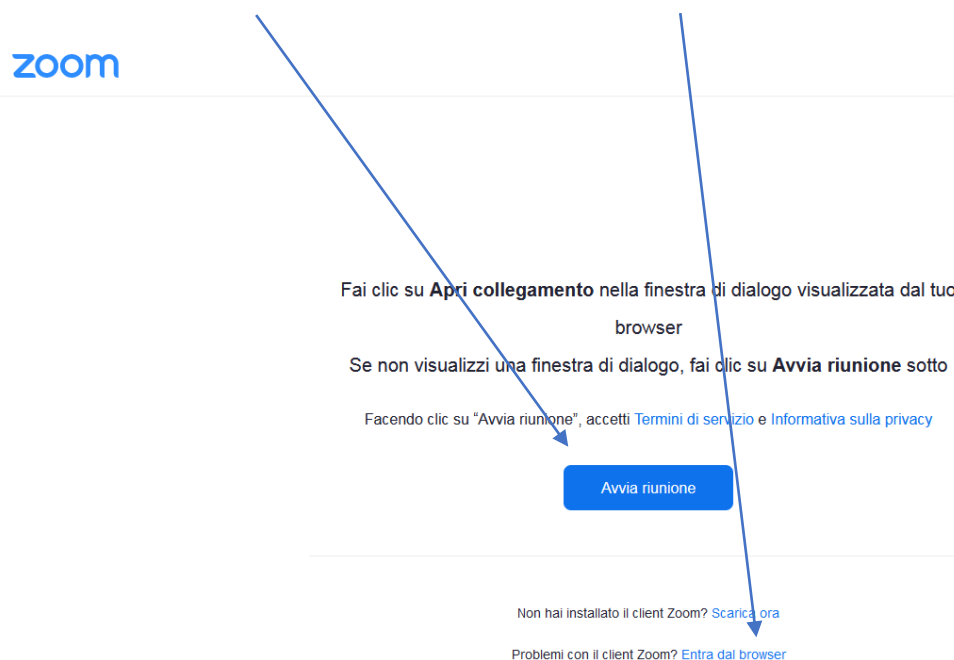 zoom
Fai clic su Apri collegamento nella finestra di dialogo visualizzata dal tuo
browser
Se non visualizzi una finestra di dialogo, fai clic su Avvia riunione sotto
Facendo clic su “Avvia riunione”, accetti Termini di servizio e Informativa sulla privacy
Avvia riunione
Non hai installato il client Zoom? Scarica ora
Problemi con il client Zoom? Entra dal browser